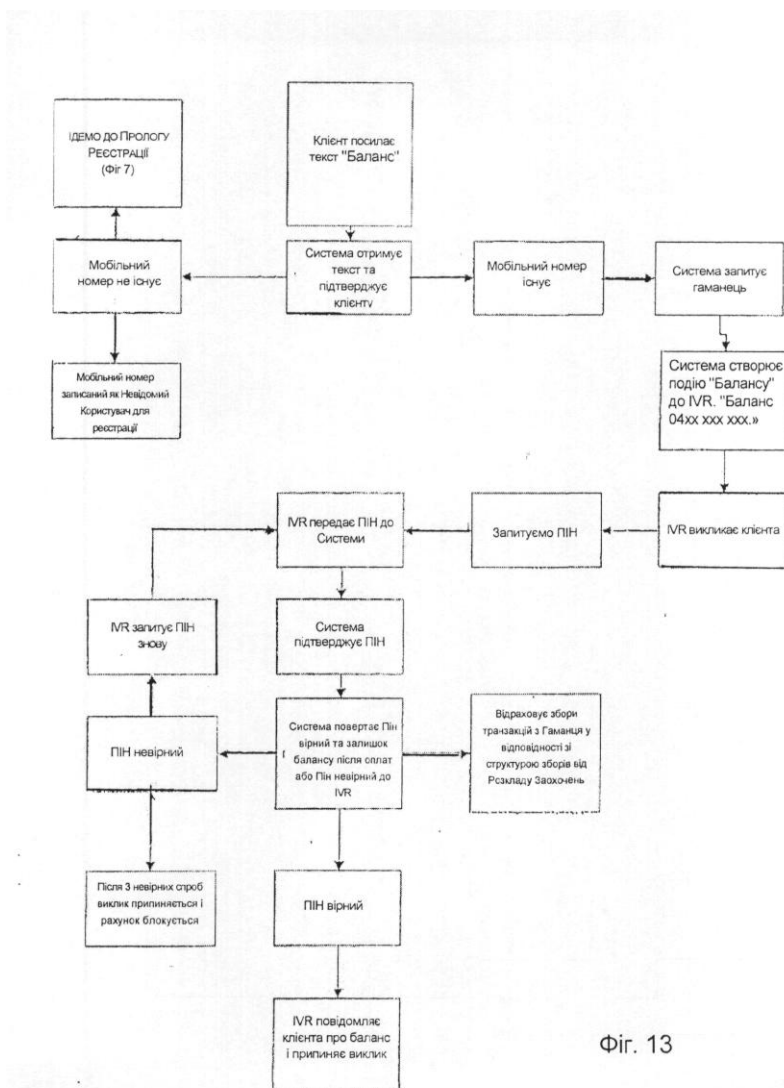 ІДЕМО ДО ПРОЛОГУ
РЕЄСТРАЦІЇ
(Фіг 7)
Клієнт посилає
текст "Баланс"
Мобільний
номер не існує
Система отримує
текст та
підтверджує
клієнту
Мобільний номер
існує
Система запитує
гаманець
Мобільний номер
записаний як Невідомий
Користувач для
реєстрації
Система створює
подію "Балансу"
до IVR. "Баланс
04xx xxx xxx.»
IVR передає ПІН до
Системи
Запитуємо ПІН
IVR викликає клієнта
IVR запитує ПІН
знову
Система
підтверджує ПІН
ПІН невірний
Система повертає Пін
вірний та залишок
балансу після оплат
або Пін невірний до
IVR
Відраховує збори
транзакцій з Гаманця у
відповідності зі
структурою зборів від
Розкладу Заохочень
Після 3 невірних спроб
виклик припиняється і
рахунок блокується
ПІН вірний
IVR повідомляє
клієнта про баланс
і припиняє виклик
Фіг. 13